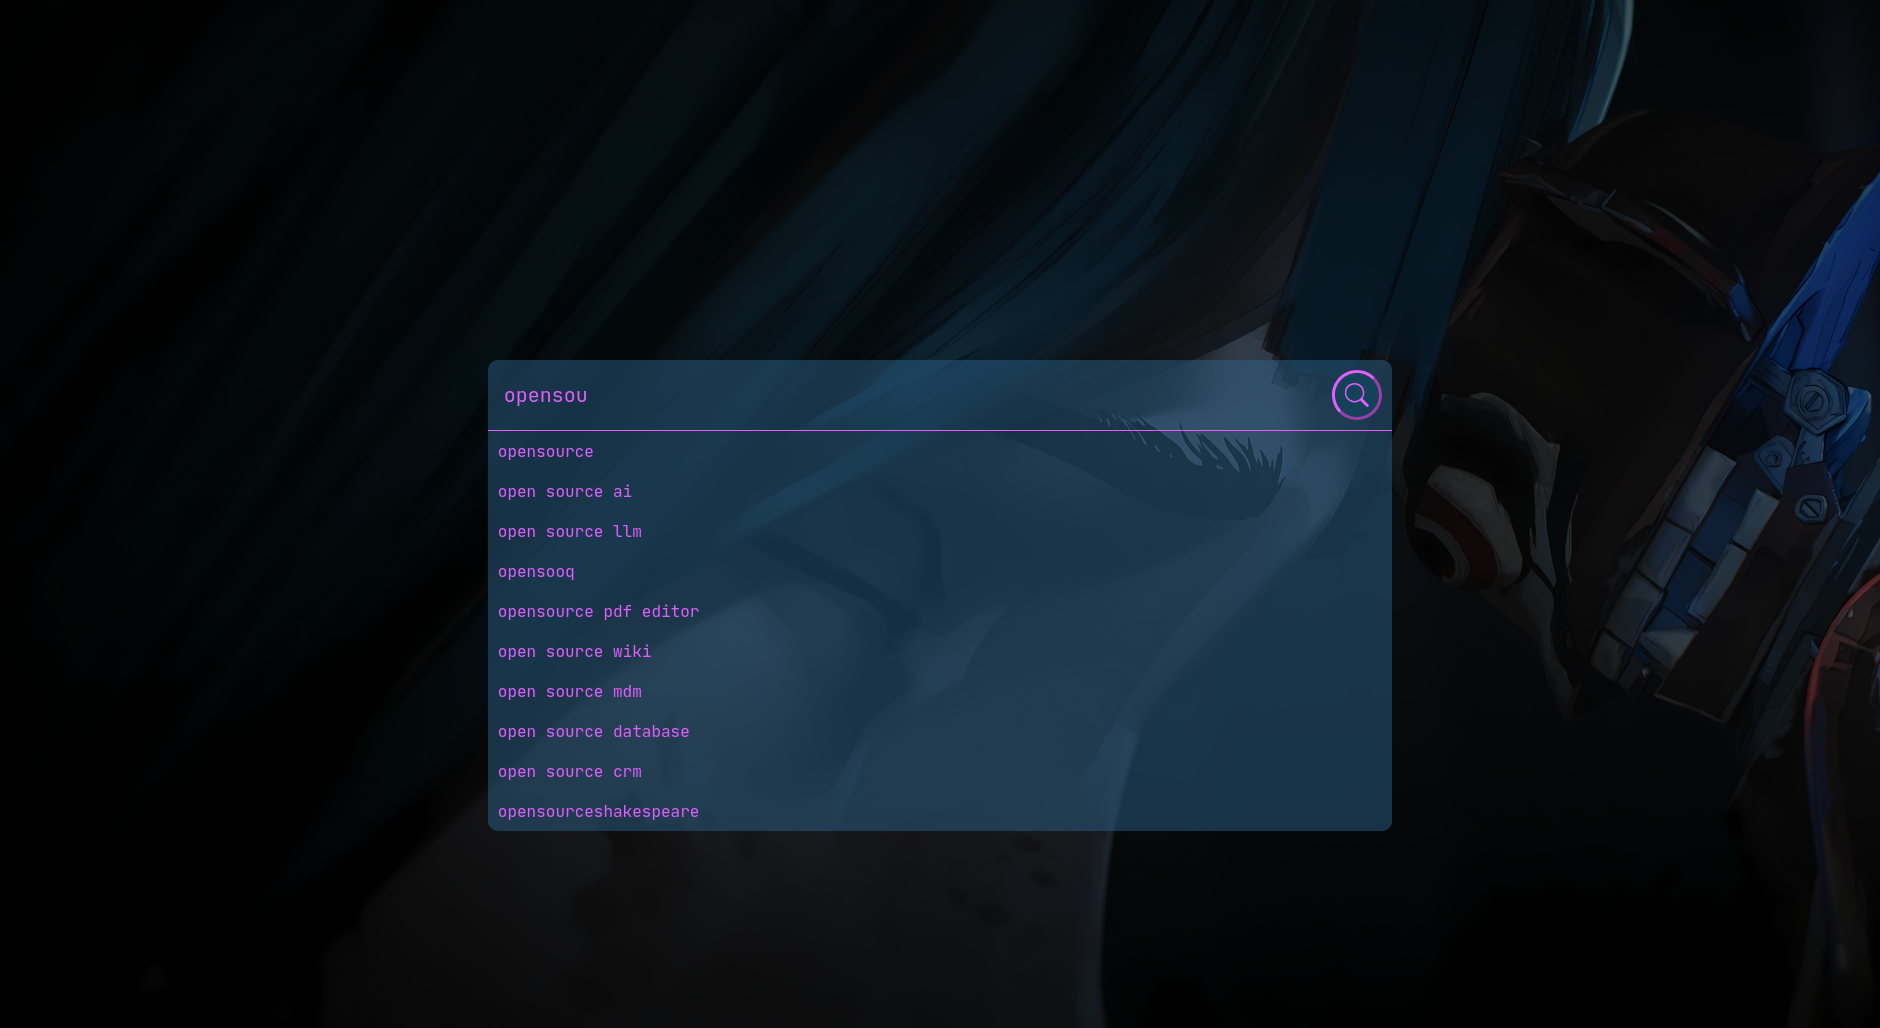 opensou
opensource
open source ai
open source llm
opensooq
opensource pdf editor
open source wiki
open source mdm
open source database
open source crm
opensourceshakespeare